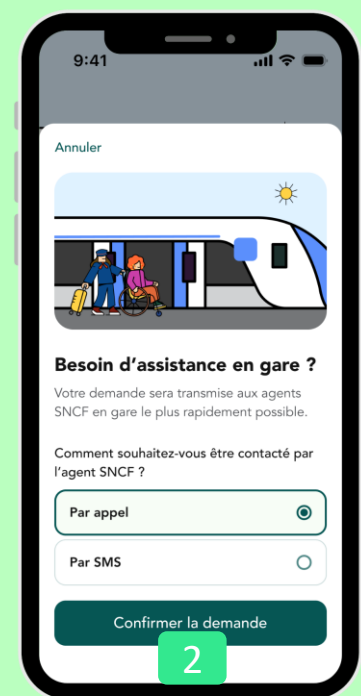 9:41
Annuler
Besoin d’assistance en gare ?
Votre demande sera transmise aux agents
SNCF en gare le plus rapidement possible.
Comment souhaitez-vous être contacté par
l’agent SNCF ?
Par appel
Par SMS
Confirmer la demande
2